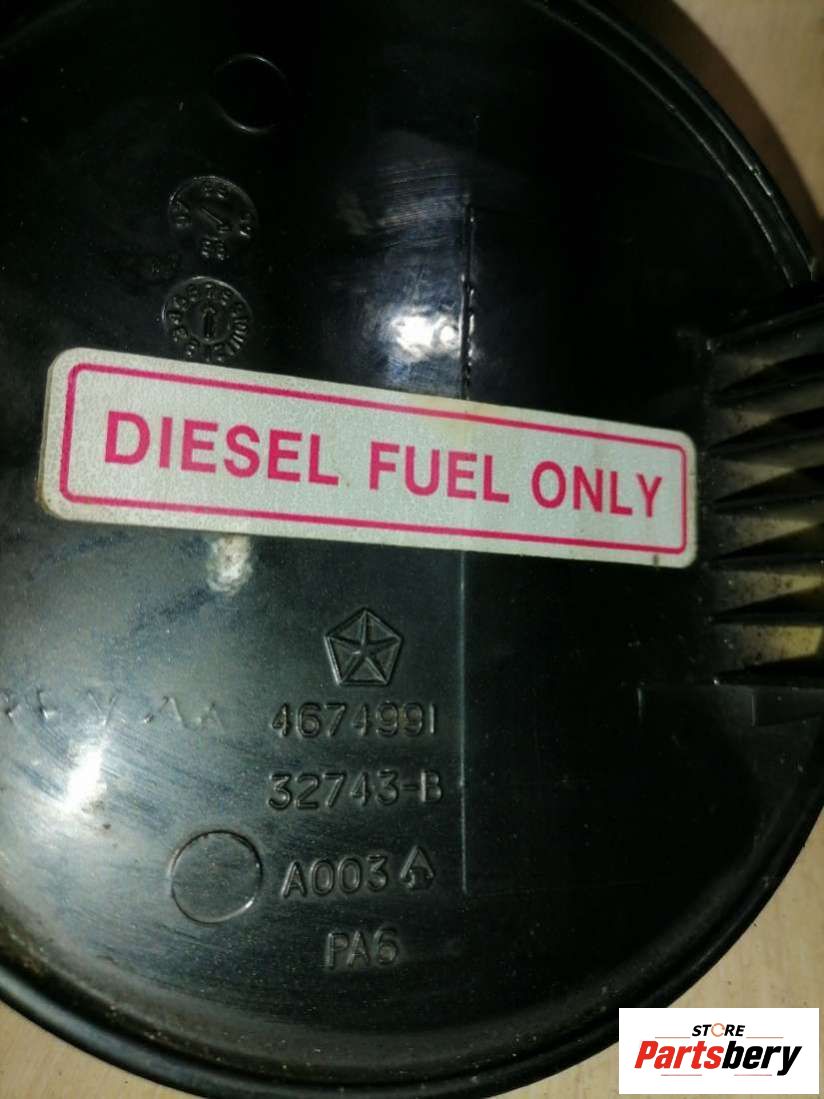 DIESEL FUEL ONLY
4674991
32743-B
A003
PA6
STORE
Partsbery